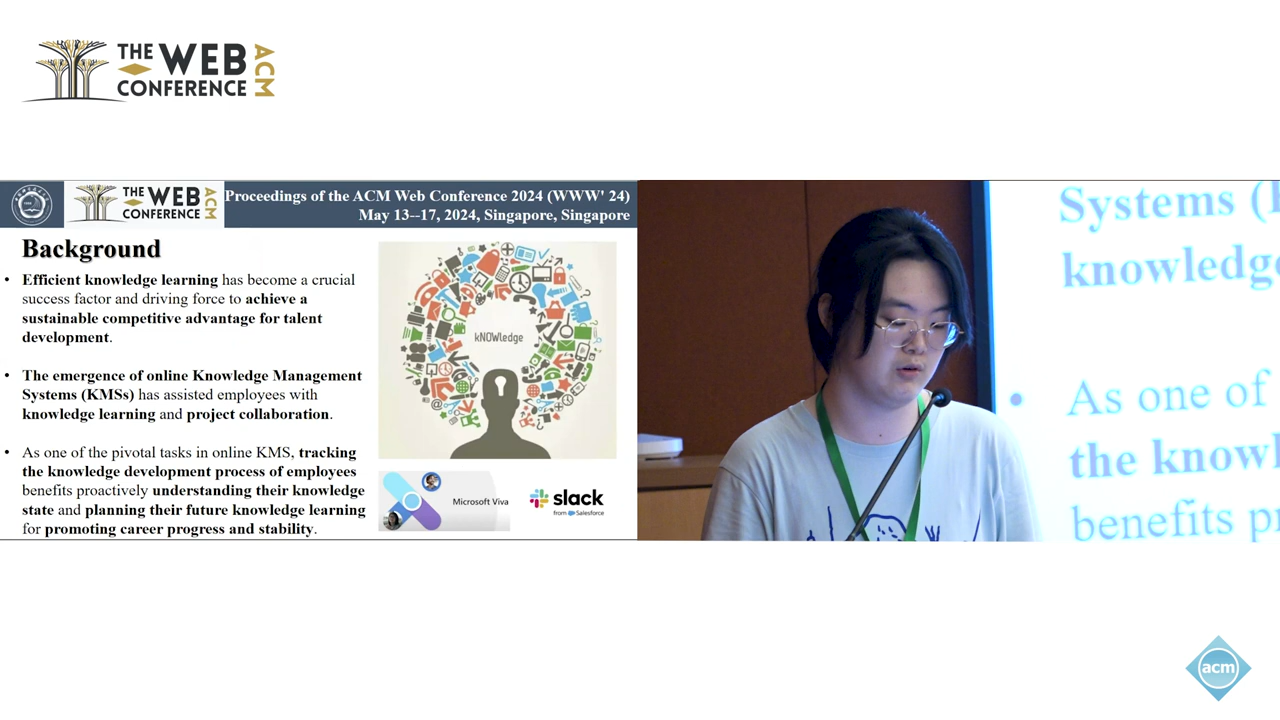 THE WEB CONFERENCE ACM
THE WEB CONFERENCE ACM
Proceedings of the ACM Web Conference 2024 (WWW' 24)
May 13--17, 2024, Singapore, Singapore
Background
• Efficient knowledge learning has become a crucial
success factor and driving force to achieve a
sustainable competitive advantage for talent
development.
• The emergence of online Knowledge Management
Systems (KMSs) has assisted employees with
knowledge learning and project collaboration.
• As one of the pivotal tasks in online KMS, tracking
the knowledge development process of employees
benefits proactively understanding their knowledge
state and planning their future knowledge learning
for promoting career progress and stability.
kNOWledge
Microsoft Viva
slack
from Salesforce
Systems (
knowledge
• As one of
the knowl
benefits pr
acm